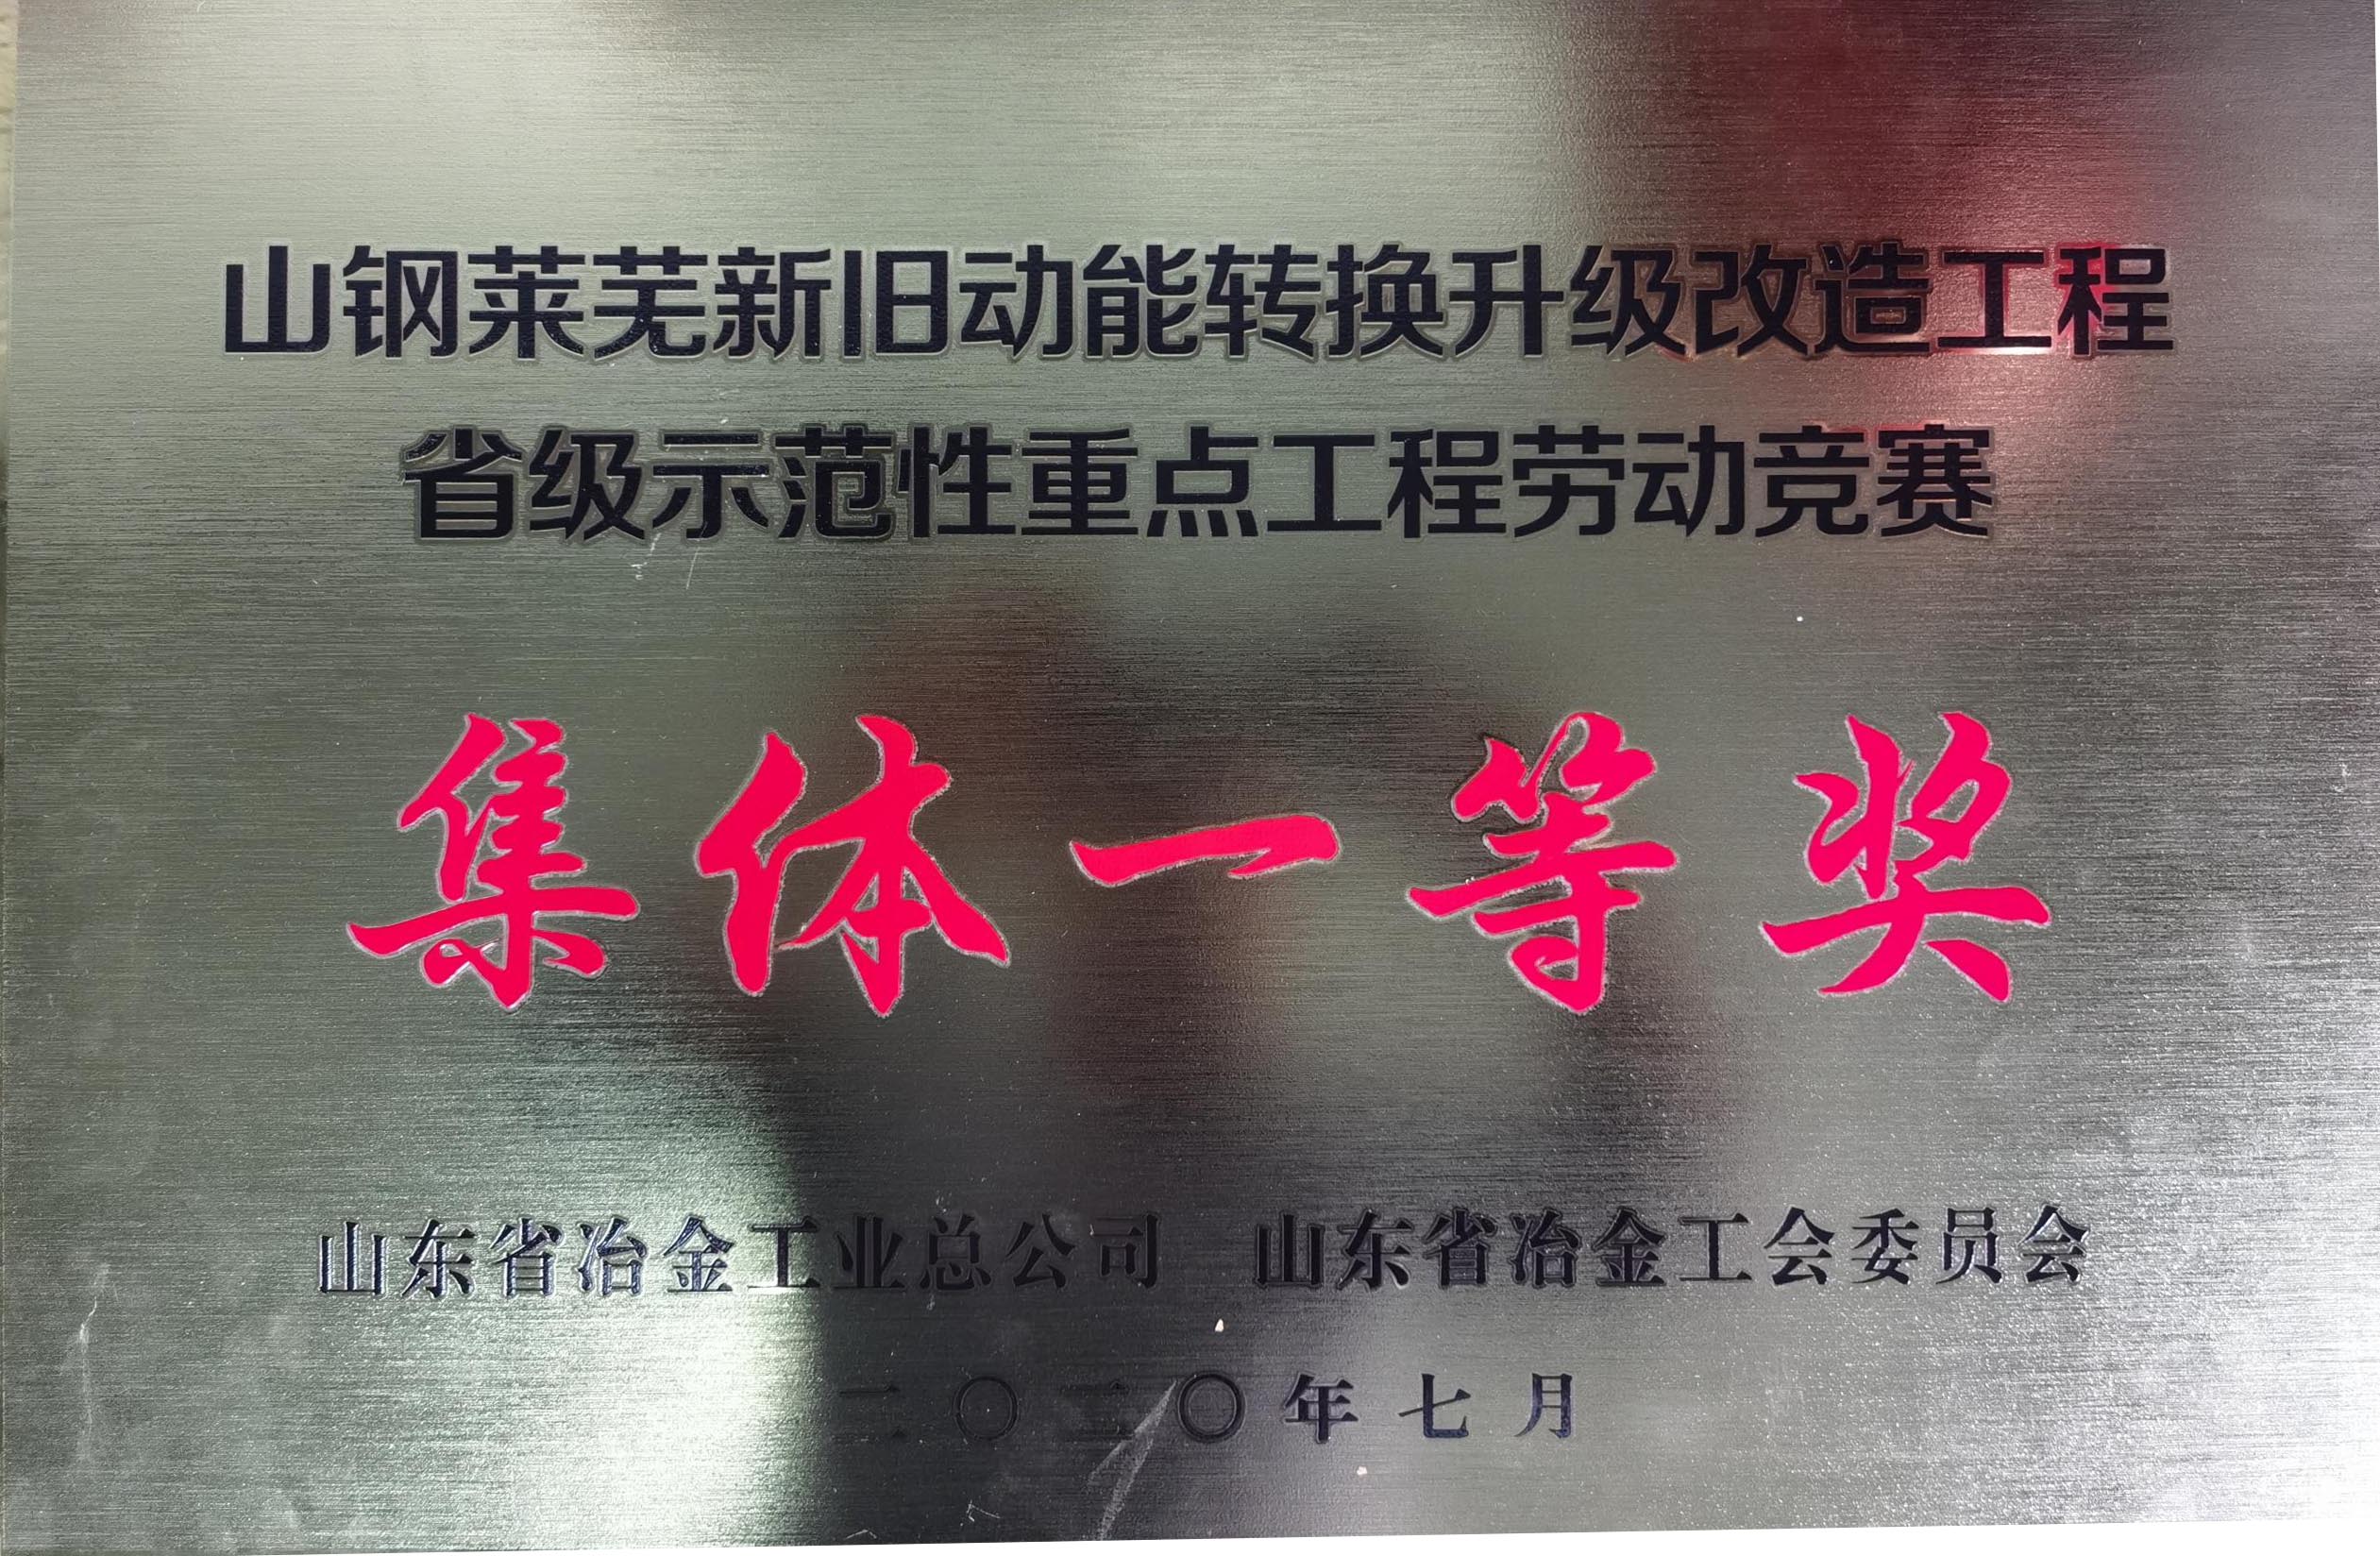 山钢莱芜新旧动能转换升级改造工程
省级示范性重点工程劳动竞赛
集体一等奖
山东省冶金工业总公司 山东省冶金工会委员会
二〇二〇年七月